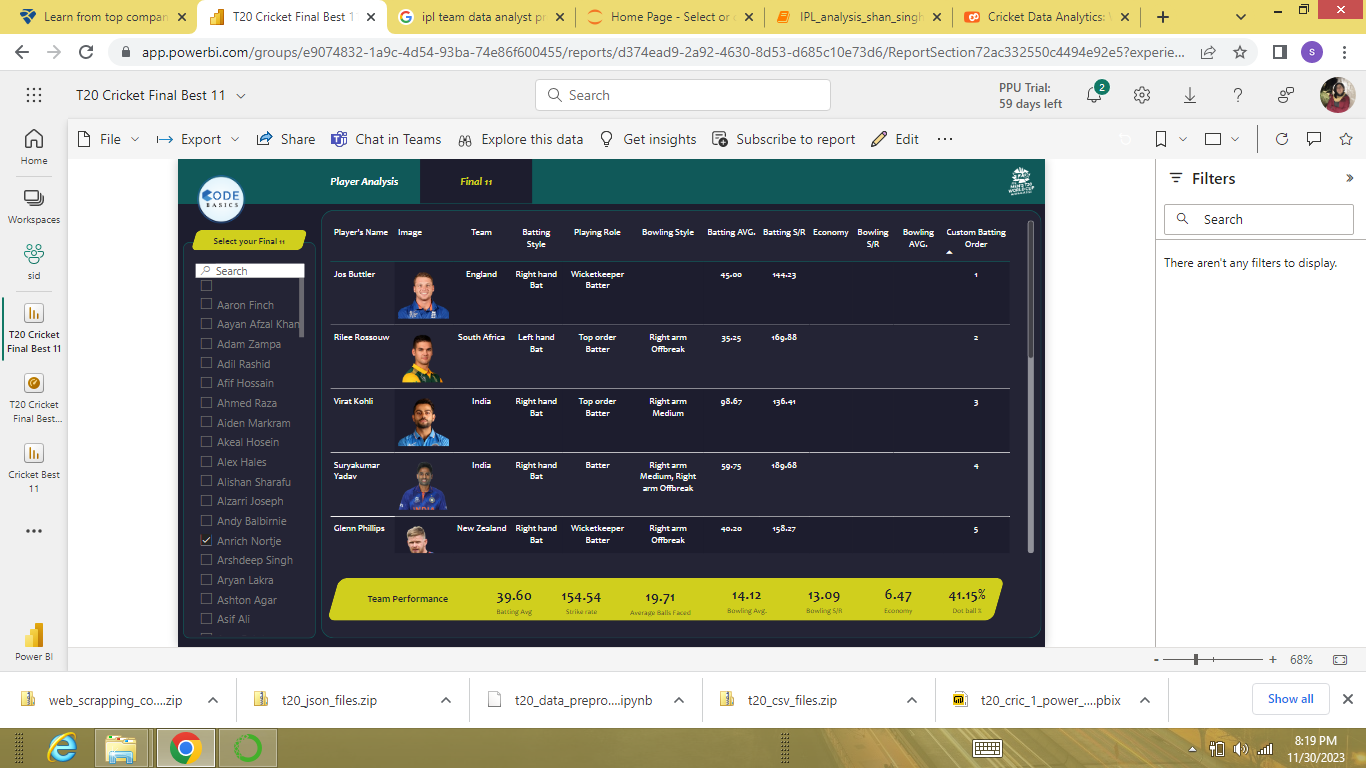 Learn from top compan
T20 Cricket Final Best 1
ipl team data analyst pr
Home Page - Select or c
IPL_analysis_shan_singh
Cricket Data Analytics: W
app.powerbi.com/groups/e9074832-1a9c-4d54-93ba-74e86f600455/reports/d374ead9-2a92-4630-8d53-d685c10e73d6/ReportSection72ac332550c4494e92e5?experie...
s
T20 Cricket Final Best 11
Search
PPU Trial:
59 days left
2
File
Export
Share
Chat in Teams
Explore this data
Get insights
Subscribe to report
Edit
Home
Workspaces
sid
T20 Cricket
Final Best 11
T20 Cricket
Final Best...
Cricket Best
11
Power BI
CODE
BASICS
Player Analysis
Final 11
MEN'S T20
WORLD CUP
Select your Final 11
Search
Aaron Finch
Aayan Afzal Khan
Adam Zampa
Adil Rashid
Afif Hossain
Ahmed Raza
Aiden Markram
Akeal Hosein
Alex Hales
Alishan Sharafu
Alzarri Joseph
Andy Balbirnie
Anrich Nortje
Arshdeep Singh
Aryan Lakra
Ashton Agar
Asif Ali
Player's Name Image Team Batting Style Playing Role Bowling Style Batting AVG. Batting S/R Economy Bowling S/R Bowling AVG. Custom Batting Order
Jos Buttler England Right hand Bat Wicketkeeper Batter 45.00 144.23 1
Rilee Rossouw South Africa Left hand Bat Top order Batter Right arm Offbreak 35.25 169.88 2
Virat Kohli India Right hand Bat Top order Batter Right arm Medium 98.67 136.41 3
Suryakumar Yadav India Right hand Bat Batter Right arm Medium, Right arm Offbreak 59.75 189.68 4
Glenn Phillips New Zealand Right hand Bat Wicketkeeper Batter Right arm Offbreak 40.20 158.27 5
Team Performance
39.60 154.54 19.71 14.12 13.09 6.47 41.15%
Batting Avg Strike rate Average Balls Faced Bowling Avg. Bowling S/R Economy Dot ball %
Filters
Search
There aren't any filters to display.
- + 68%
web_scrapping_co....zip
t20_json_files.zip
t20_data_prepro....ipynb
t20_csv_files.zip
t20_cric_1_power_....pbix
Show all
8:19 PM
11/30/2023